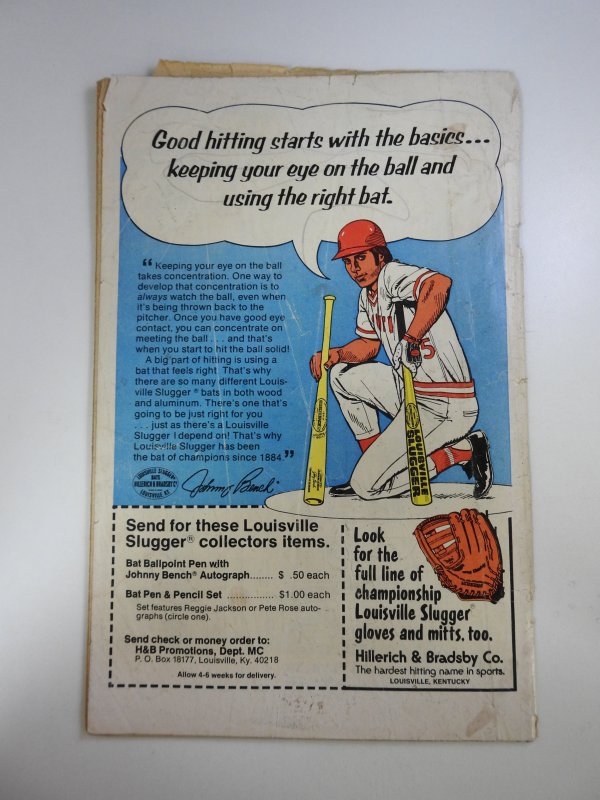 Good hitting starts with the basics...
keeping your eye on the ball and
using the right bat.
“ Keeping your eye on the ball
takes concentration. One way to
develop that concentration is to
always watch the ball, even when
it's being thrown back to the
pitcher. Once you have good eye
contact, you can concentrate on
meeting the ball . . . and that's
when you start to hit the ball solid!
A big part of hitting is using a
bat that feels right. That's why
there are so many different Louis-
ville Slugger® bats in both wood
and aluminum. There's one that's
going to be just right for you
. . . just as there's a Louisville
Slugger I depend on! That's why
Louisville Slugger has been
the bat of champions since 1884.”
LOUISVILLE SLUGGER
BATS
HILLERICH & BRADSBY Co
LOUISVILLE, KY.
Johnny Bench
5
LOUISVILLE
SLUGGER
Send for these Louisville
Slugger® collectors items.
Bat Ballpoint Pen with
Johnny Bench® Autograph........ $ .50 each
Bat Pen & Pencil Set ................ $1.00 each
Set features Reggie Jackson or Pete Rose auto-
graphs (circle one).
Send check or money order to:
H&B Promotions, Dept. MC
P. O. Box 18177, Louisville, Ky. 40218
Allow 4-6 weeks for delivery.
Look
for the
full line of
championship
Louisville Slugger®
gloves and mitts, too.
Hillerich & Bradsby Co.
The hardest hitting name in sports.
LOUISVILLE, KENTUCKY